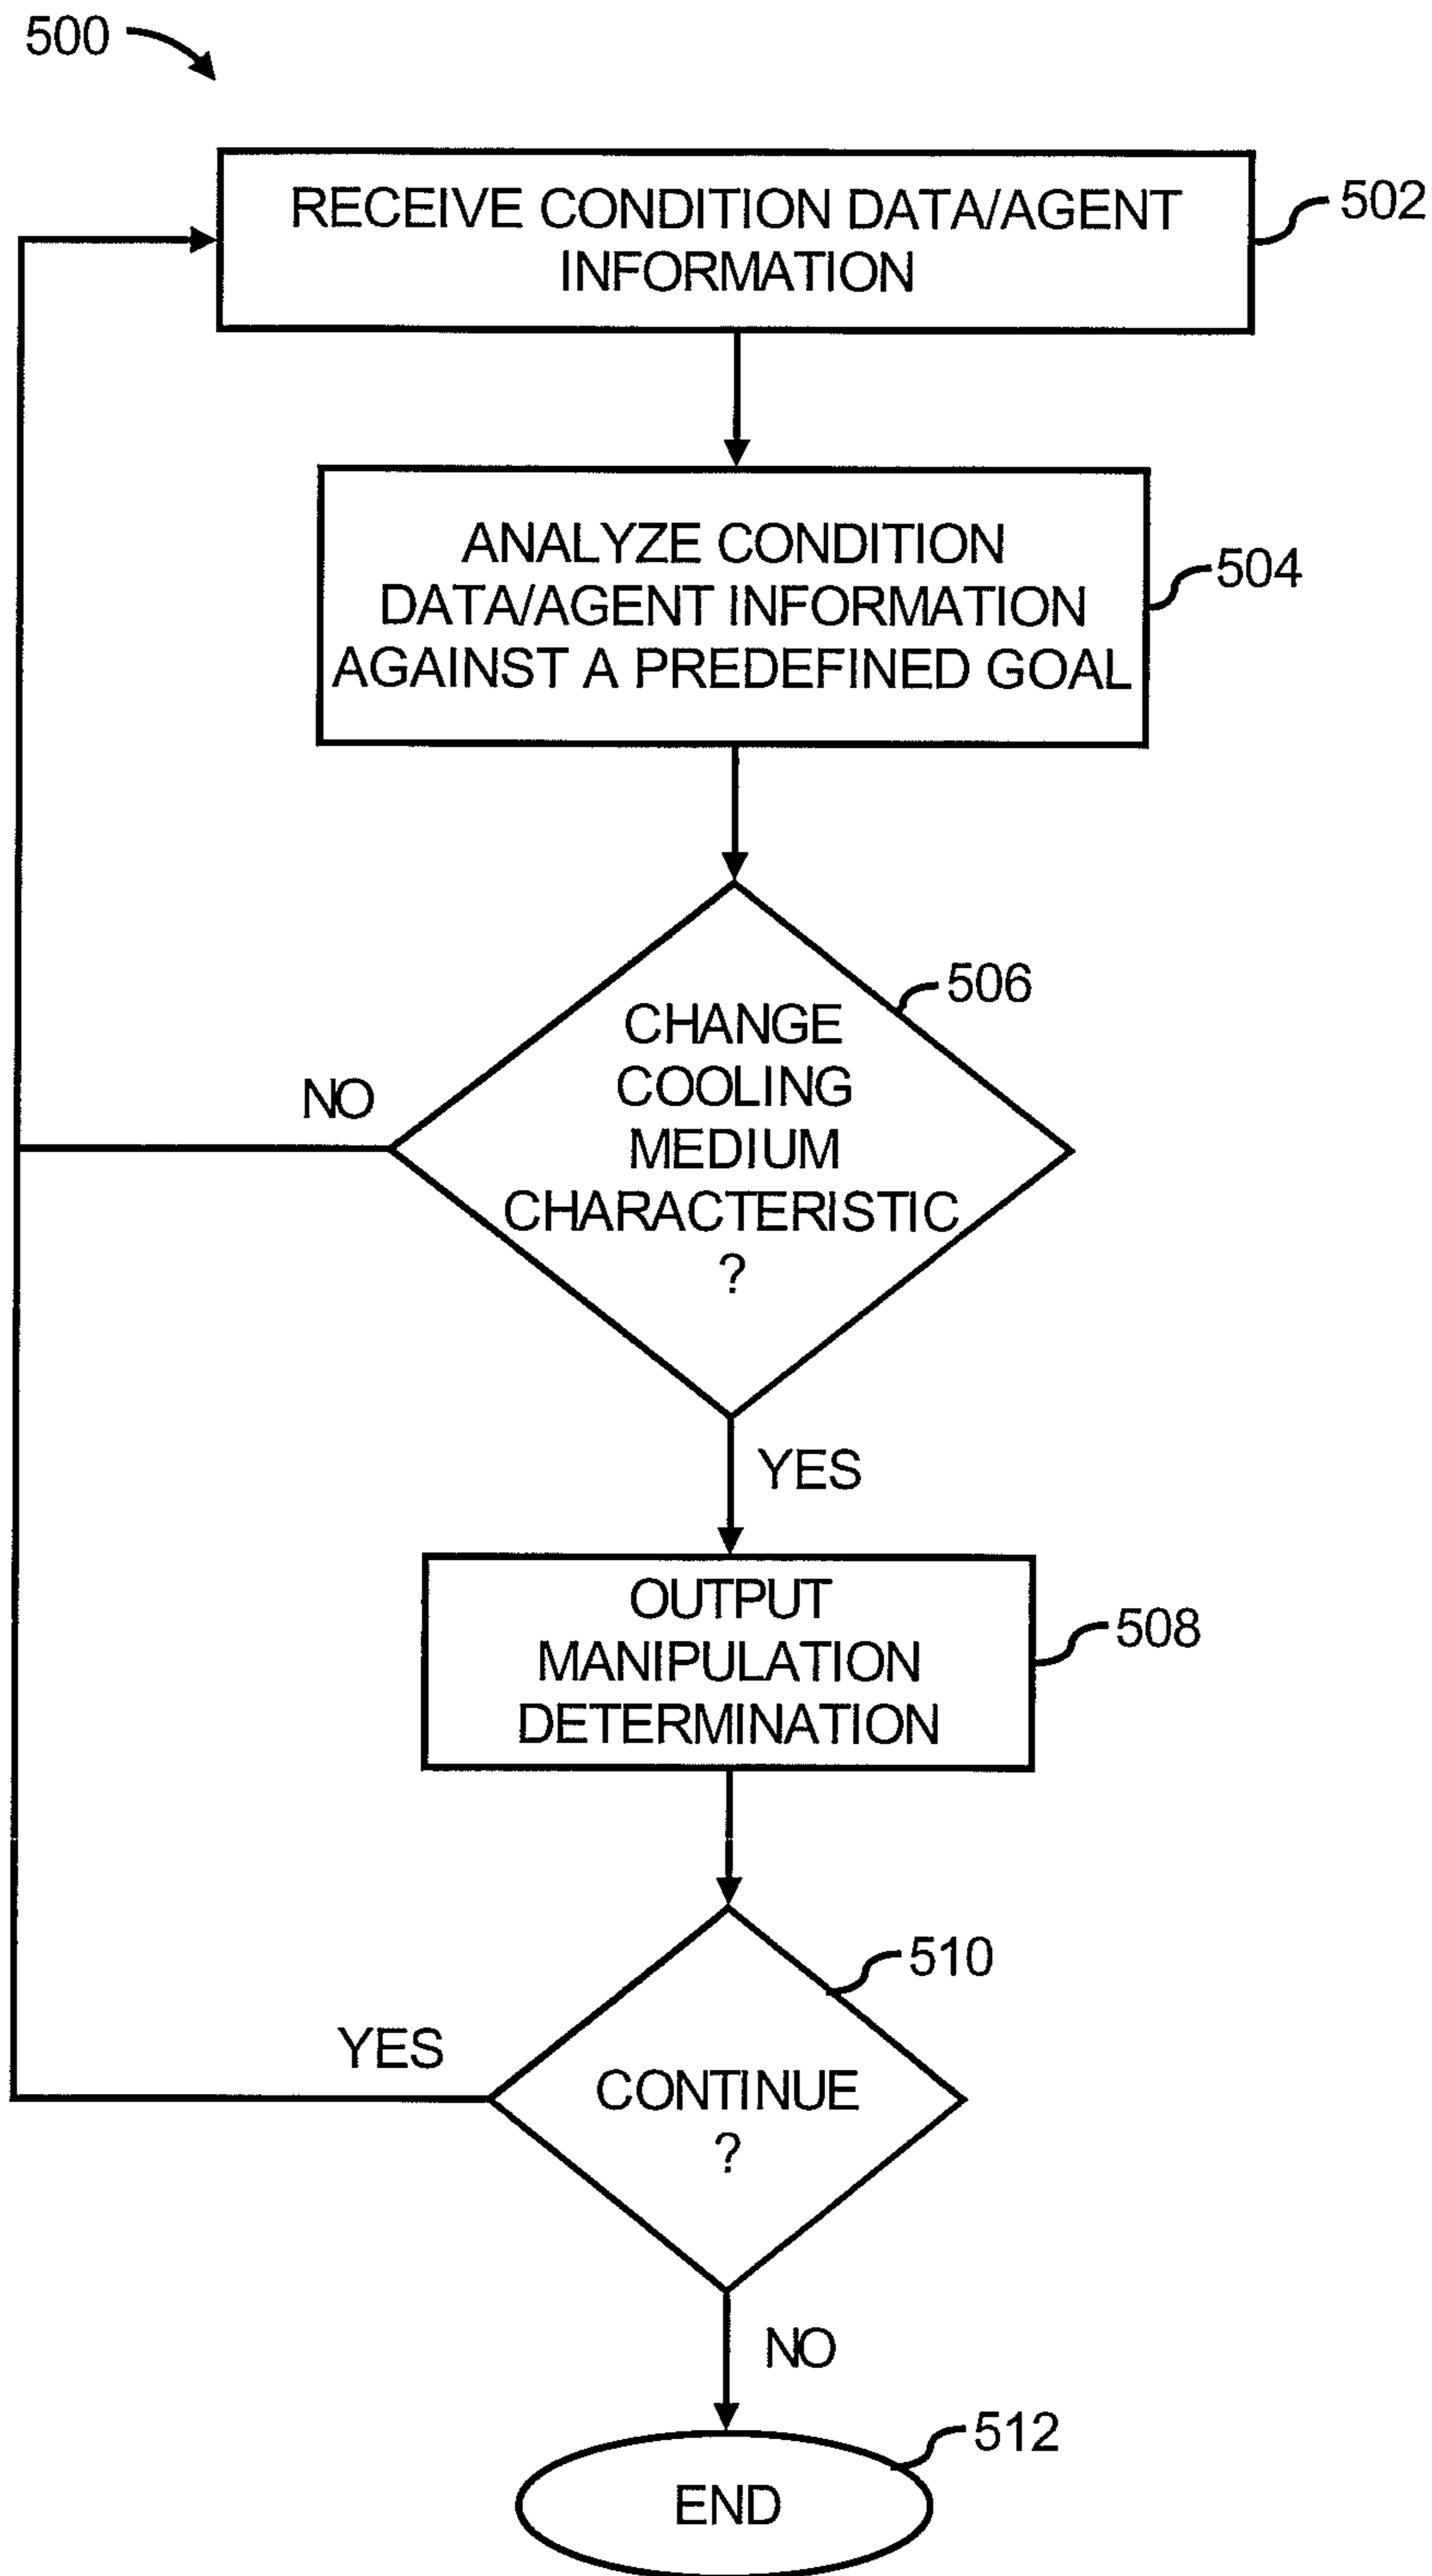 500
RECEIVE CONDITION DATA/AGENT
INFORMATION
502
ANALYZE CONDITION
DATA/AGENT INFORMATION
AGAINST A PREDEFINED GOAL
504
CHANGE
COOLING
MEDIUM
CHARACTERISTIC
?
506
NO
YES
OUTPUT
MANIPULATION
DETERMINATION
508
CONTINUE
?
510
YES
NO
END
512